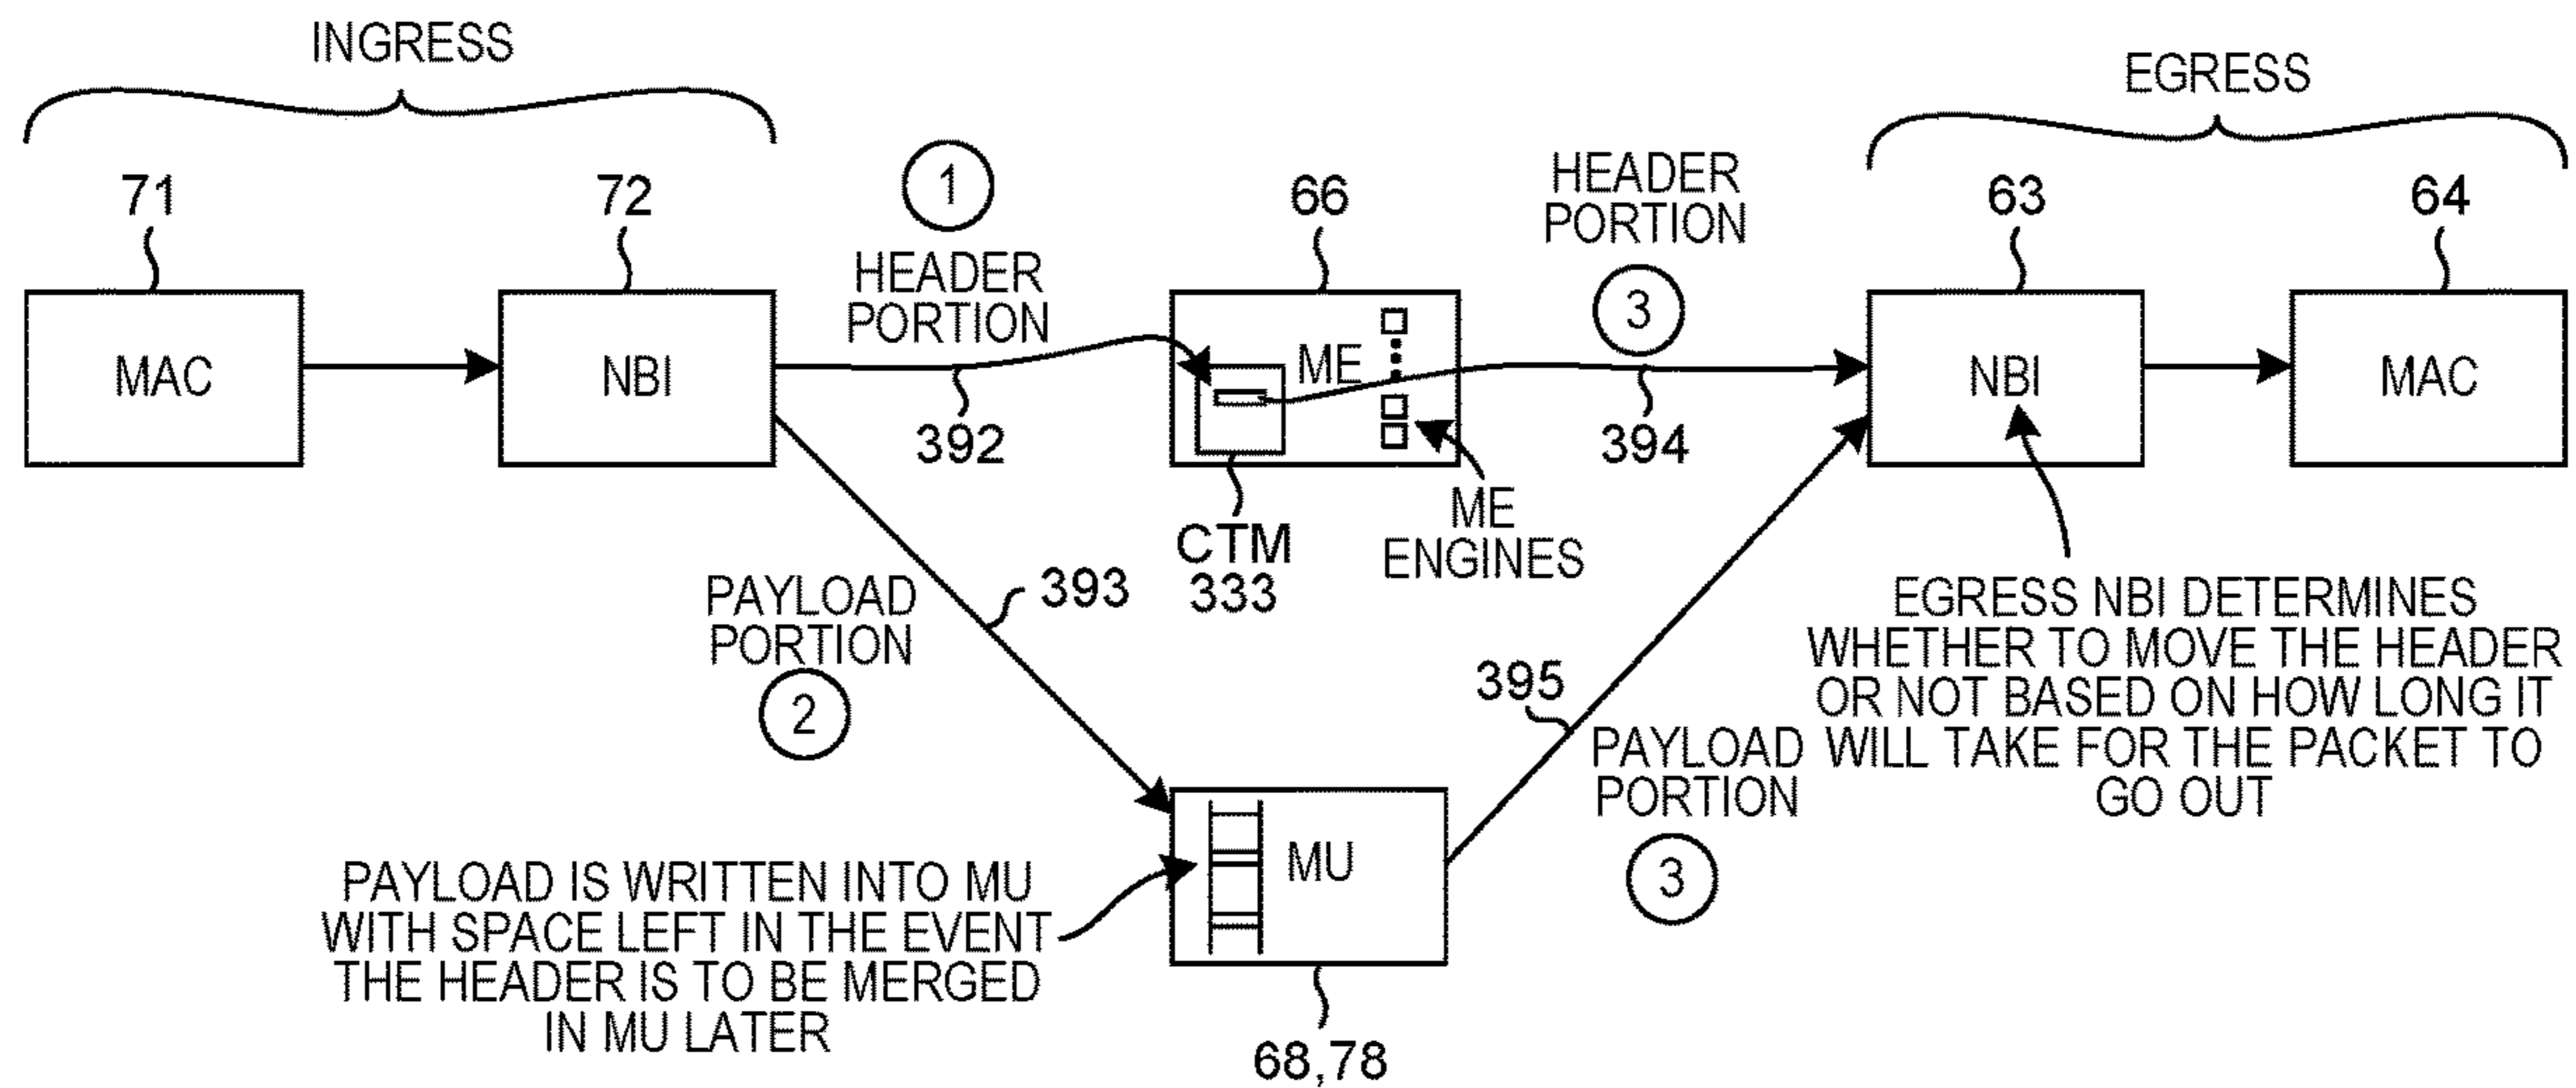 INGRESS
EGRESS
71
72
1
HEADER
PORTION
66
HEADER
PORTION
3
63
64
MAC
NBI
ME
NBI
MAC
392
394
CTM
333
ME
ENGINES
PAYLOAD
PORTION
2
393
EGRESS NBI DETERMINES
WHETHER TO MOVE THE HEADER
OR NOT BASED ON HOW LONG IT
WILL TAKE FOR THE PACKET TO
GO OUT
395
PAYLOAD
PORTION
3
MU
PAYLOAD IS WRITTEN INTO MU
WITH SPACE LEFT IN THE EVENT
THE HEADER IS TO BE MERGED
IN MU LATER
68,78